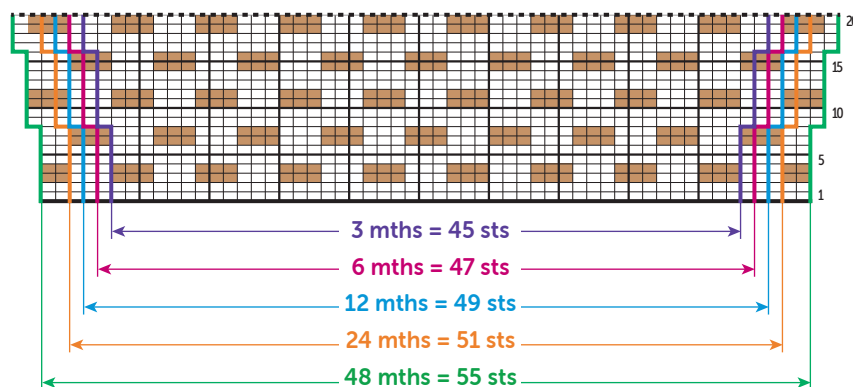 20
15
10
5
1
3 mths = 45 sts
6 mths = 47 sts
12 mths = 49 sts
24 mths = 51 sts
48 mths = 55 sts